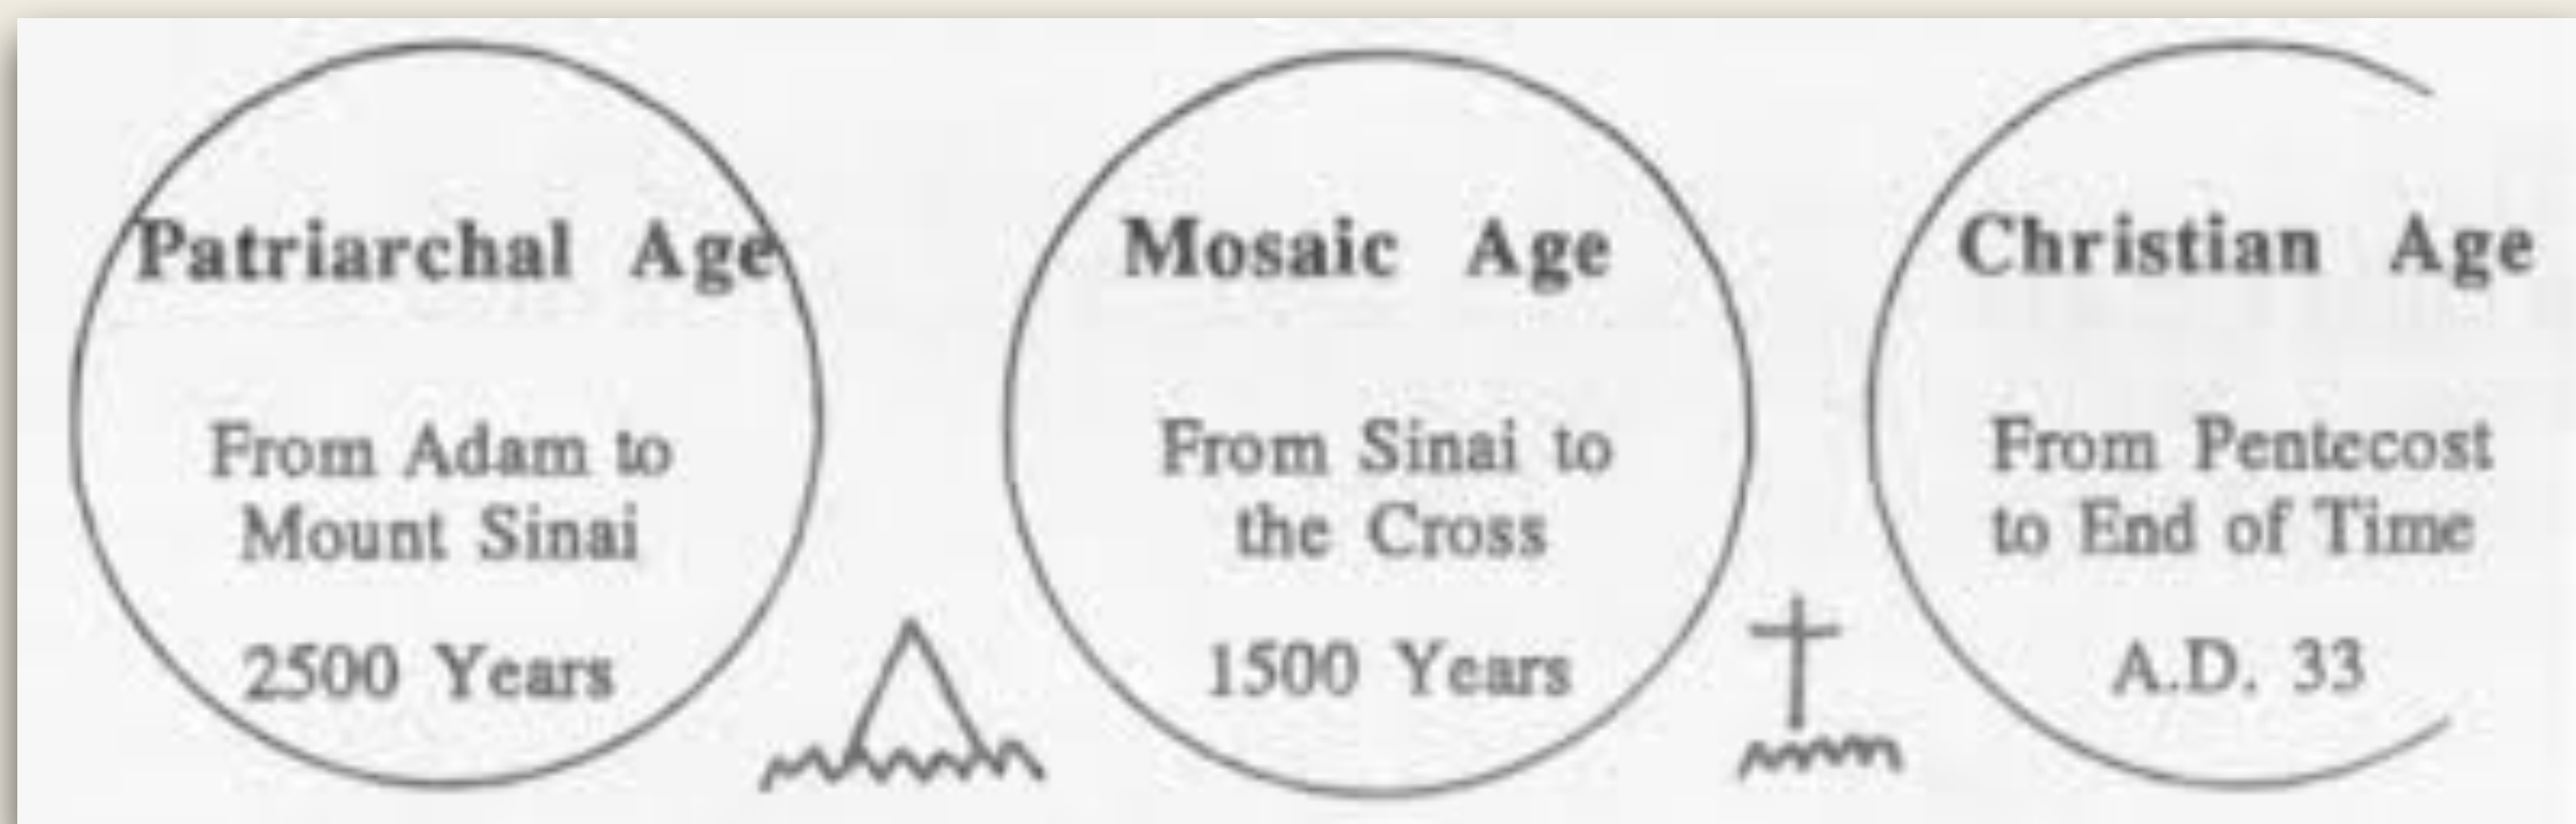 Patriarchal Age
From Adam to
Mount Sinai
2500 Years
Mosaic Age
From Sinai to
the Cross
1500 Years
Christian Age
From Pentecost
to End of Time
A.D. 33